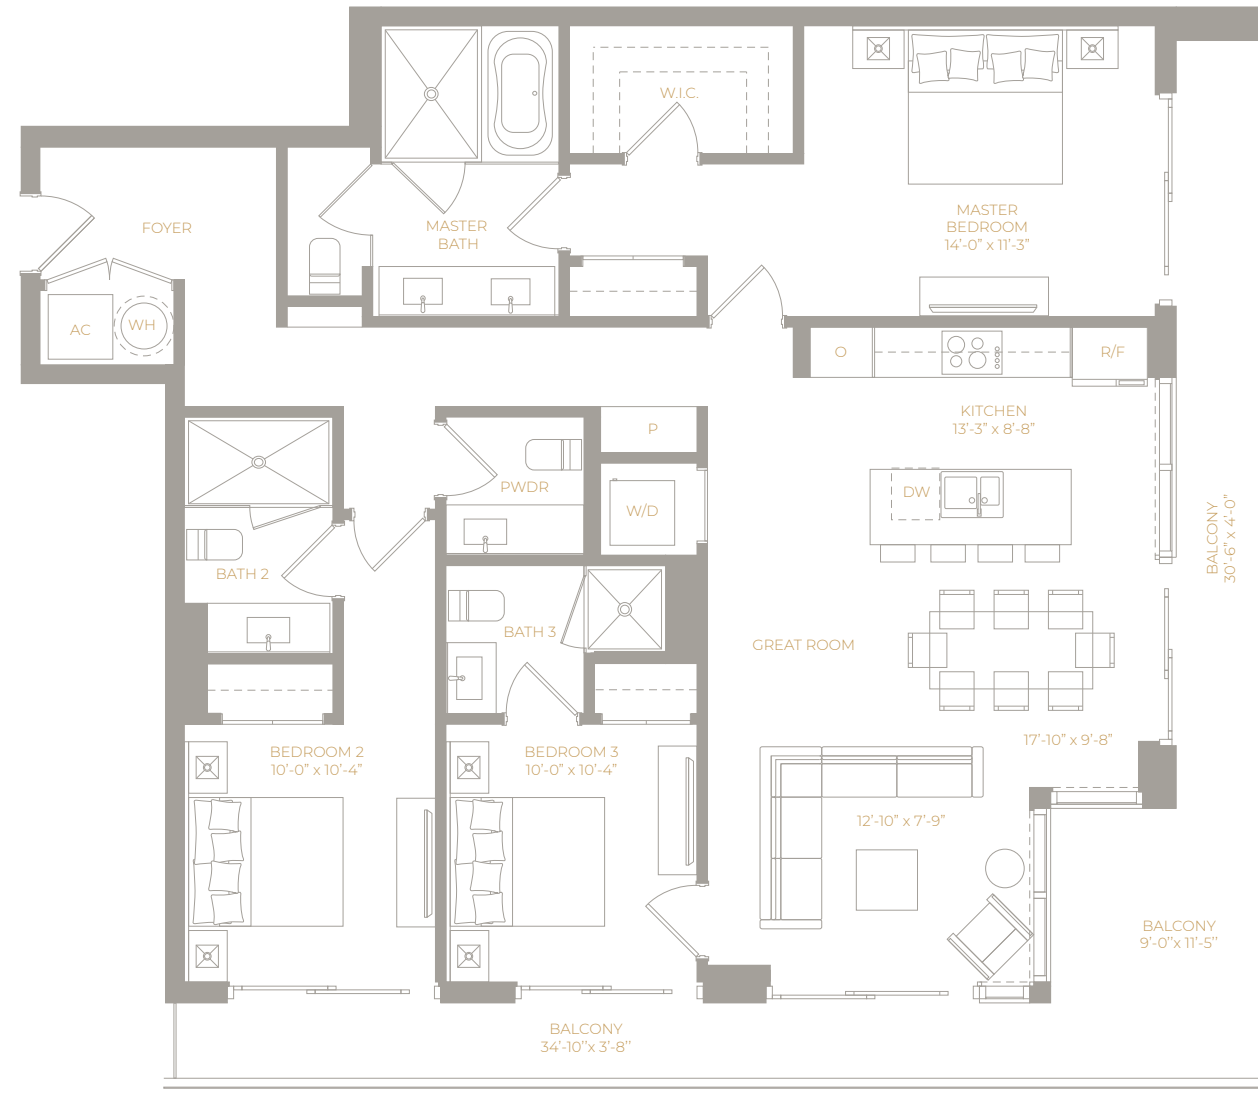 W.I.C.
MASTER
BEDROOM
14'-0" x 11'-3"
FOYER
MASTER
BATH
AC
WH
O
R/F
KITCHEN
13'-3" x 8'-8"
P
PWDR
DW
W/D
BALCONY
30'-6" x 4'-0"
BATH 2
BATH 3
GREAT ROOM
17'-10" x 9'-8"
BEDROOM 2
10'-0" x 10'-4"
BEDROOM 3
10'-0" x 10'-4"
12'-10" x 7'-9"
BALCONY
9'-0''x 11'-5''
BALCONY
34'-10''x 3'-8''